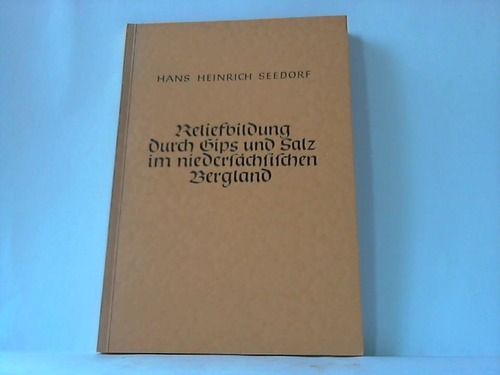 HANS HEINRICH SEEDORF
Reliefbildung
durch Gips und Salz
im niedersächsischen
Bergland